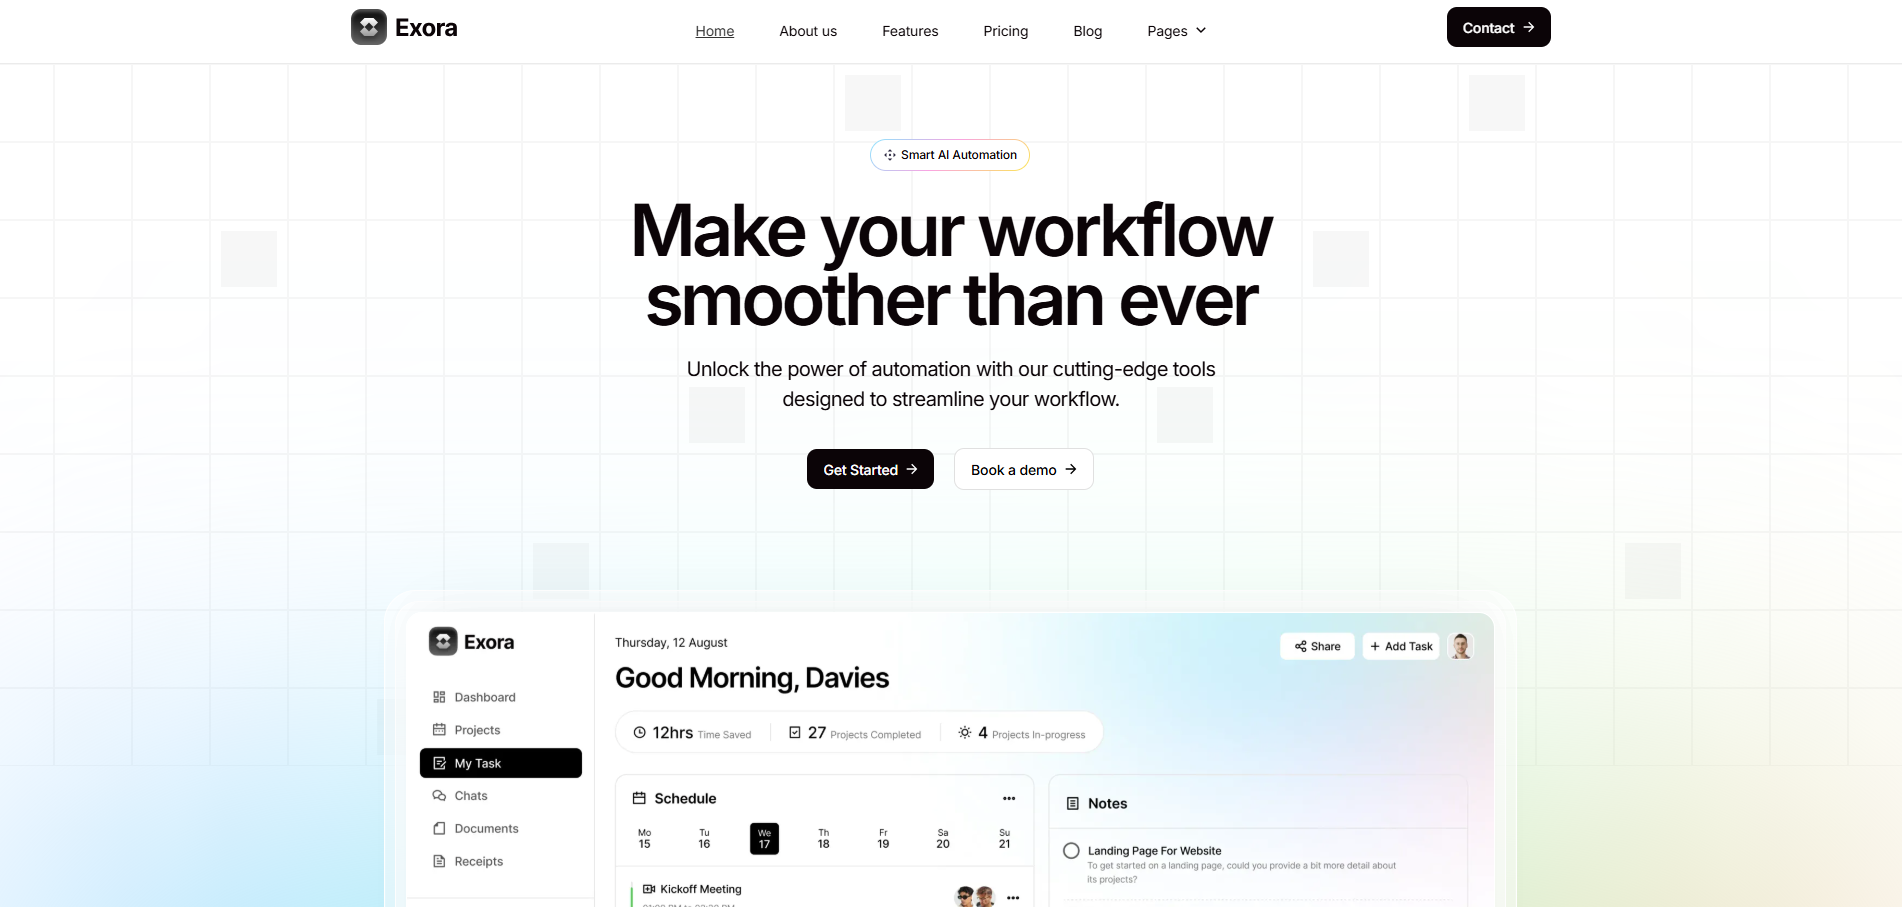 Exora
Home
About us
Features
Pricing
Blog
Pages
Contact
Smart AI Automation
Make your workflow
smoother than ever
Unlock the power of automation with our cutting-edge tools
designed to streamline your workflow.
Get Started
Book a demo
Exora
Dashboard
Projects
My Task
Chats
Documents
Receipts
Thursday, 12 August
Good Morning, Davies
Share
+ Add Task
12hrs Time Saved
27 Projects Completed
4 Projects In-progress
Schedule
Mo Tu We Th Fr Sa Su
15 16 17 18 19 20 21
Kickoff Meeting
Notes
Landing Page For Website
To get started on a landing page, could you provide a bit more detail about
its projects?